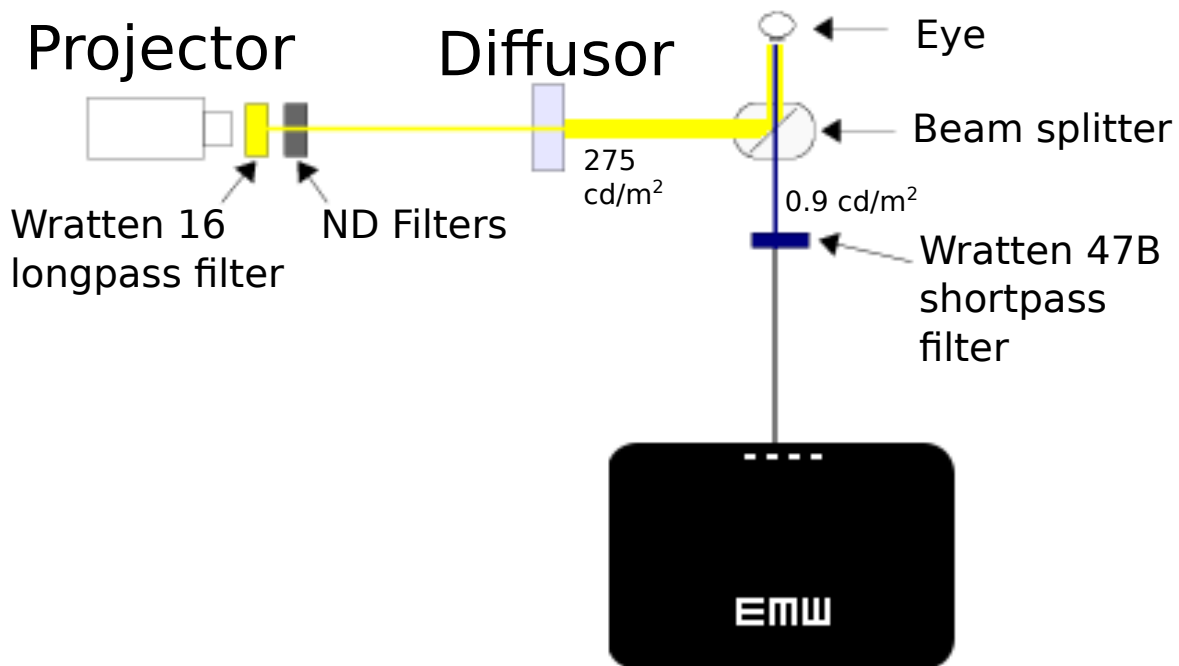 Projector
Diffusor
Eye
Beam splitter
275
cd/m²
0.9 cd/m²
Wratten 16
longpass filter
ND Filters
Wratten 47B
shortpass
filter
EMW